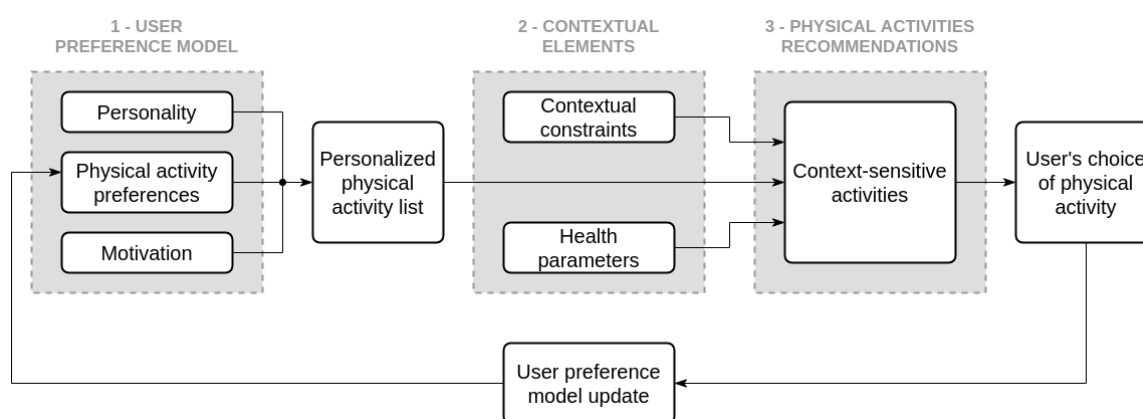 1 - USER
PREFERENCE MODEL
2 - CONTEXTUAL
ELEMENTS
3 - PHYSICAL ACTIVITIES
RECOMMENDATIONS
Personality
Physical activity
preferences
Motivation
Personalized
physical
activity list
Contextual
constraints
Health
parameters
Context-sensitive
activities
User's choice
of physical
activity
User preference
model update